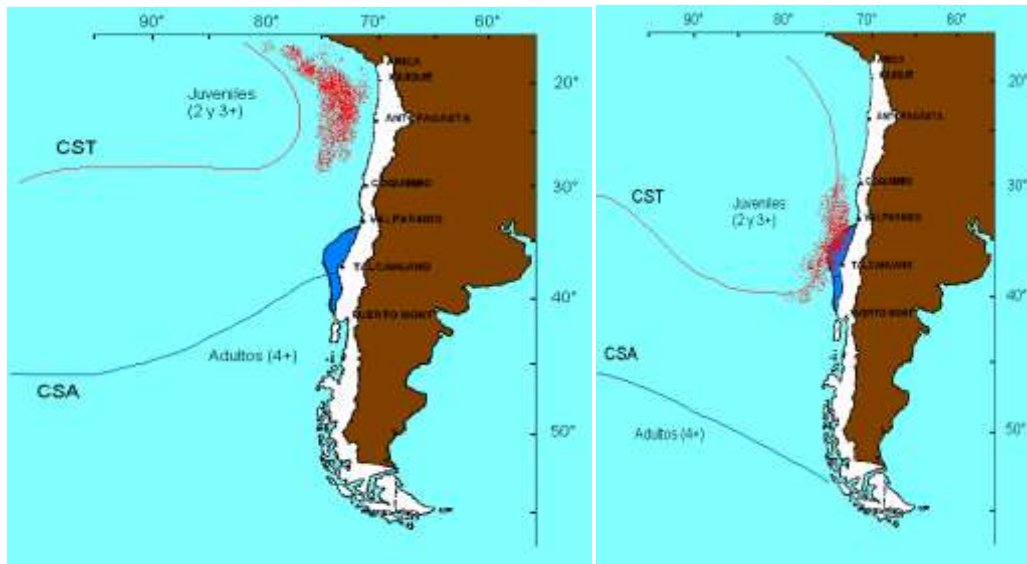 90° 80° 70° 60°
ARICA
IQUIQUE
20°
Juveniles
(2 y 3+)
ANTOFAGASTA
CST
COQUIMBO
30°
VALPARAISO
TALCAHUANO
40°
PUERTO MONT
Adultos (4+)
CSA
50°
90° 80° 70° 60°
ARICA
IQUIQUE
20°
ANTOFAGASTA
COQUIMBO
30°
CST
Juveniles
(2 y 3+)
VALPARAISO
TALCAHUANO
40°
PUERTO MONT
CSA
Adultos (4+)
50°